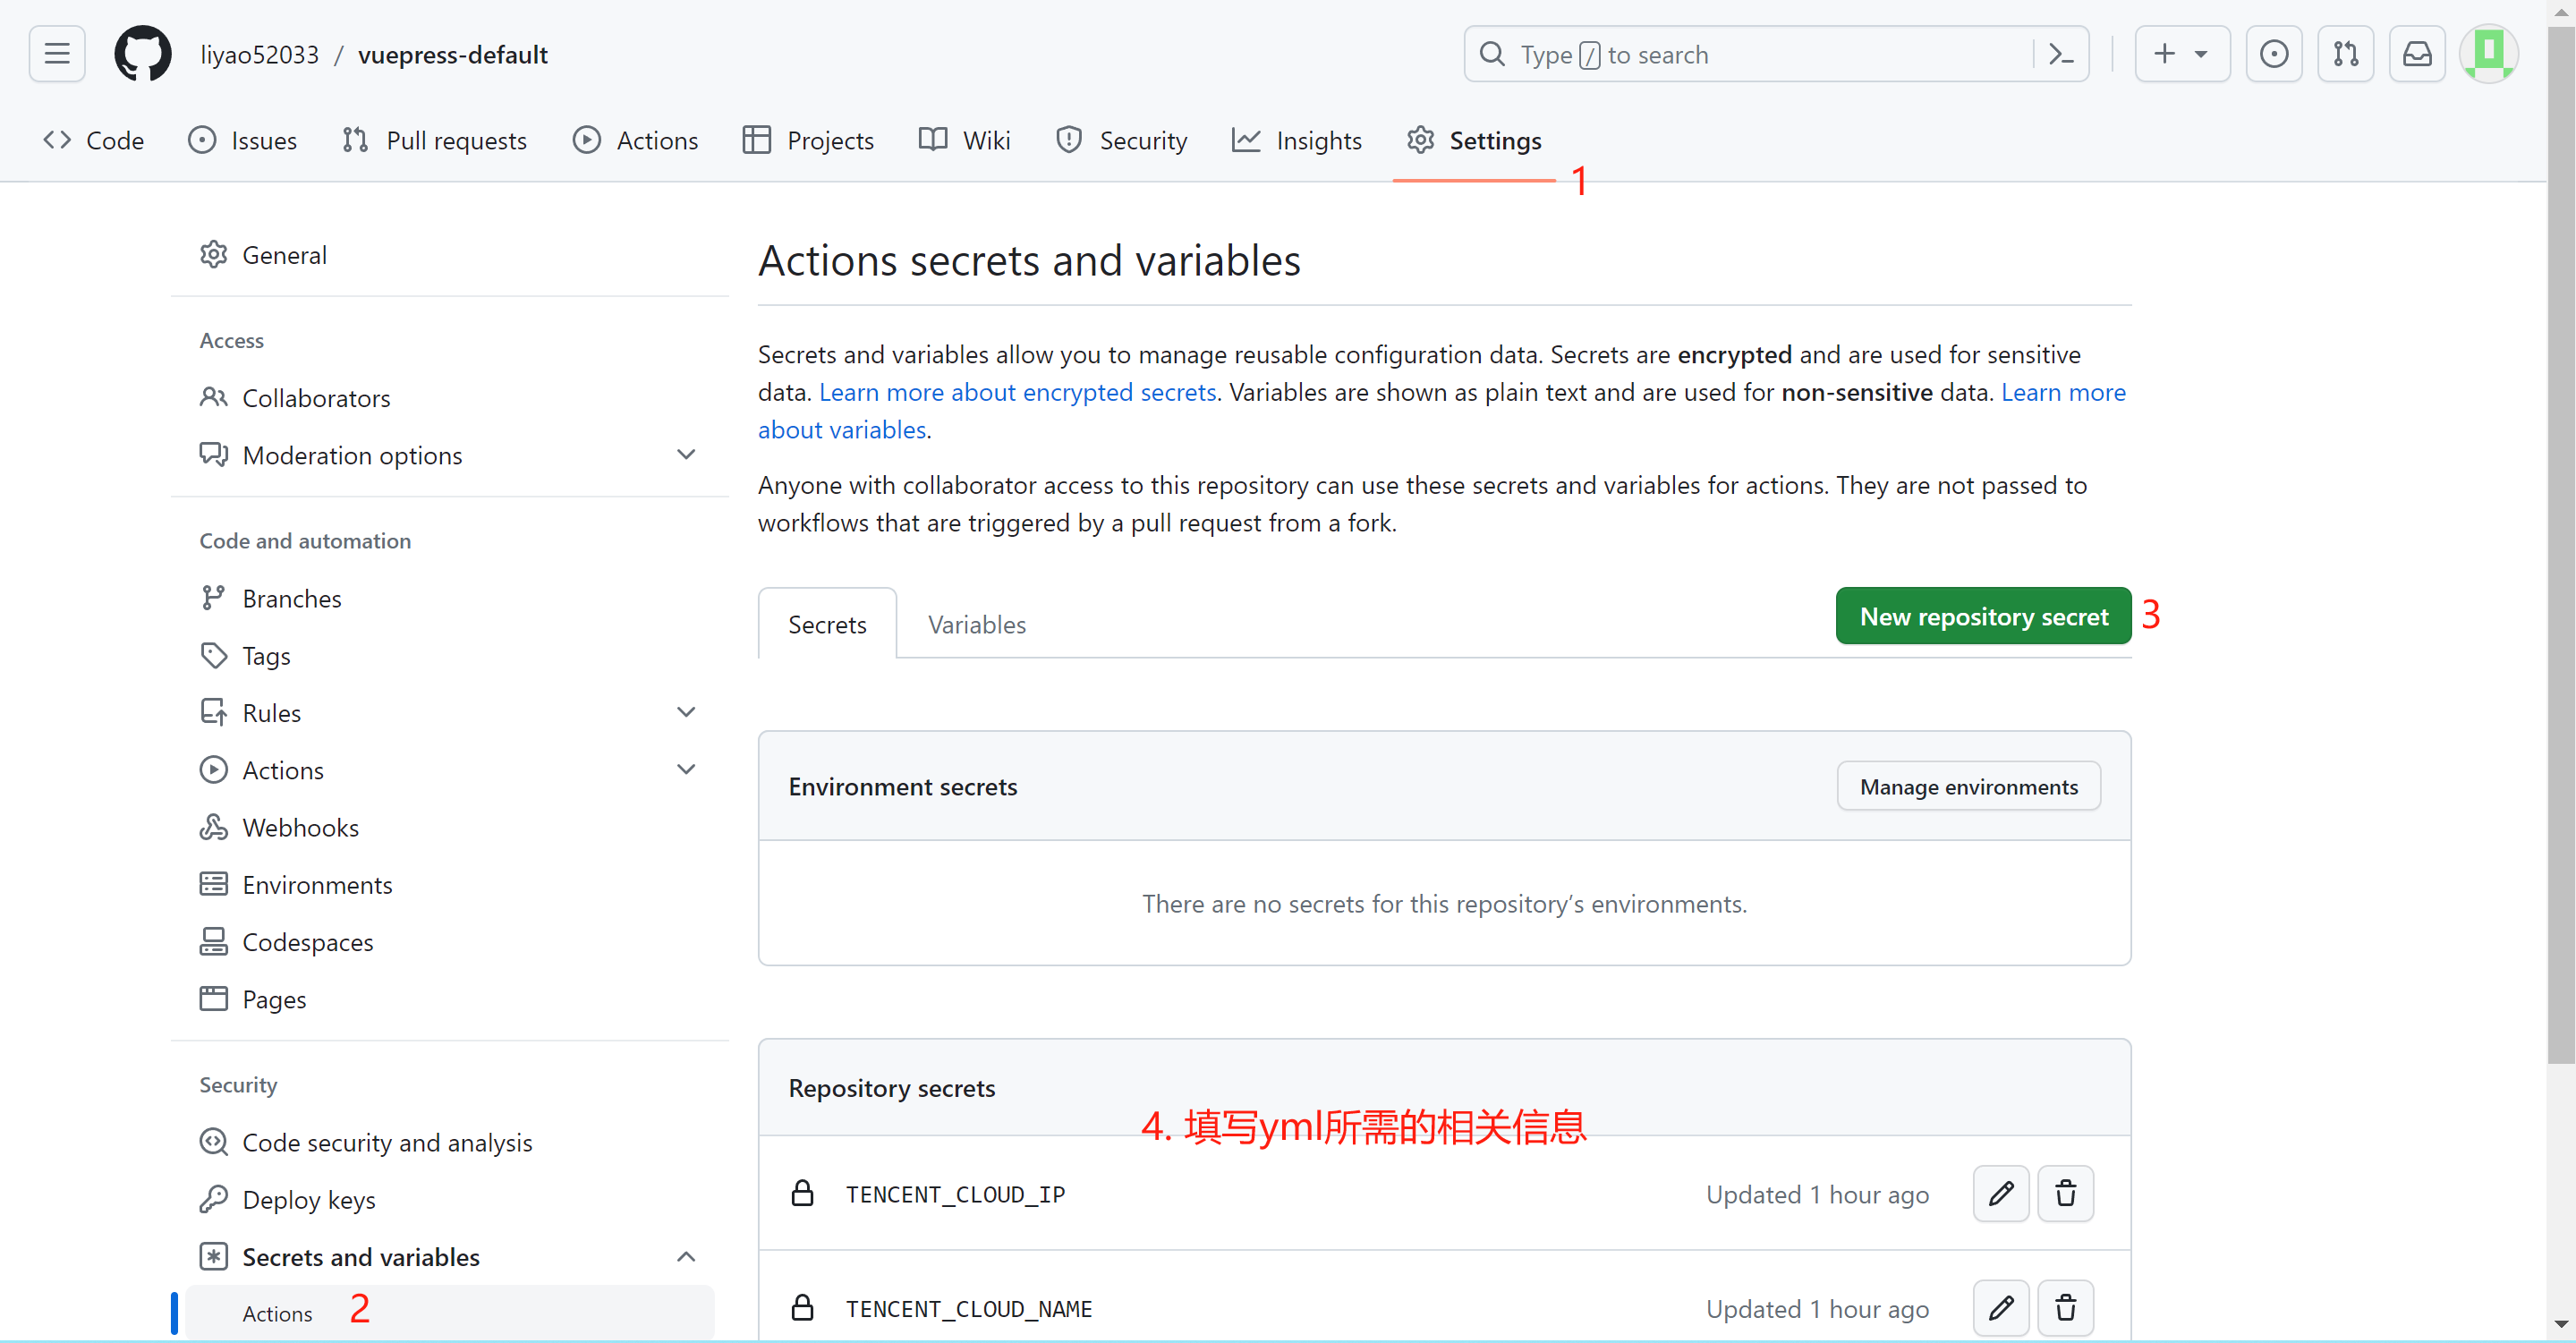 liyao52033 / vuepress-default
Type / to search
Code Issues Pull requests Actions Projects Wiki Security Insights Settings
1
General
Access
Collaborators
Moderation options
Code and automation
Branches
Tags
Rules
Actions
Webhooks
Environments
Codespaces
Pages
Security
Code security and analysis
Deploy keys
Secrets and variables
Actions 2
Actions secrets and variables
Secrets and variables allow you to manage reusable configuration data. Secrets are encrypted and are used for sensitive
data. Learn more about encrypted secrets. Variables are shown as plain text and are used for non-sensitive data. Learn more
about variables.
Anyone with collaborator access to this repository can use these secrets and variables for actions. They are not passed to
workflows that are triggered by a pull request from a fork.
Secrets Variables New repository secret 3
Environment secrets Manage environments
There are no secrets for this repository’s environments.
Repository secrets
4. 填写yml所需的相关信息
TENCENT_CLOUD_IP Updated 1 hour ago
TENCENT_CLOUD_NAME Updated 1 hour ago